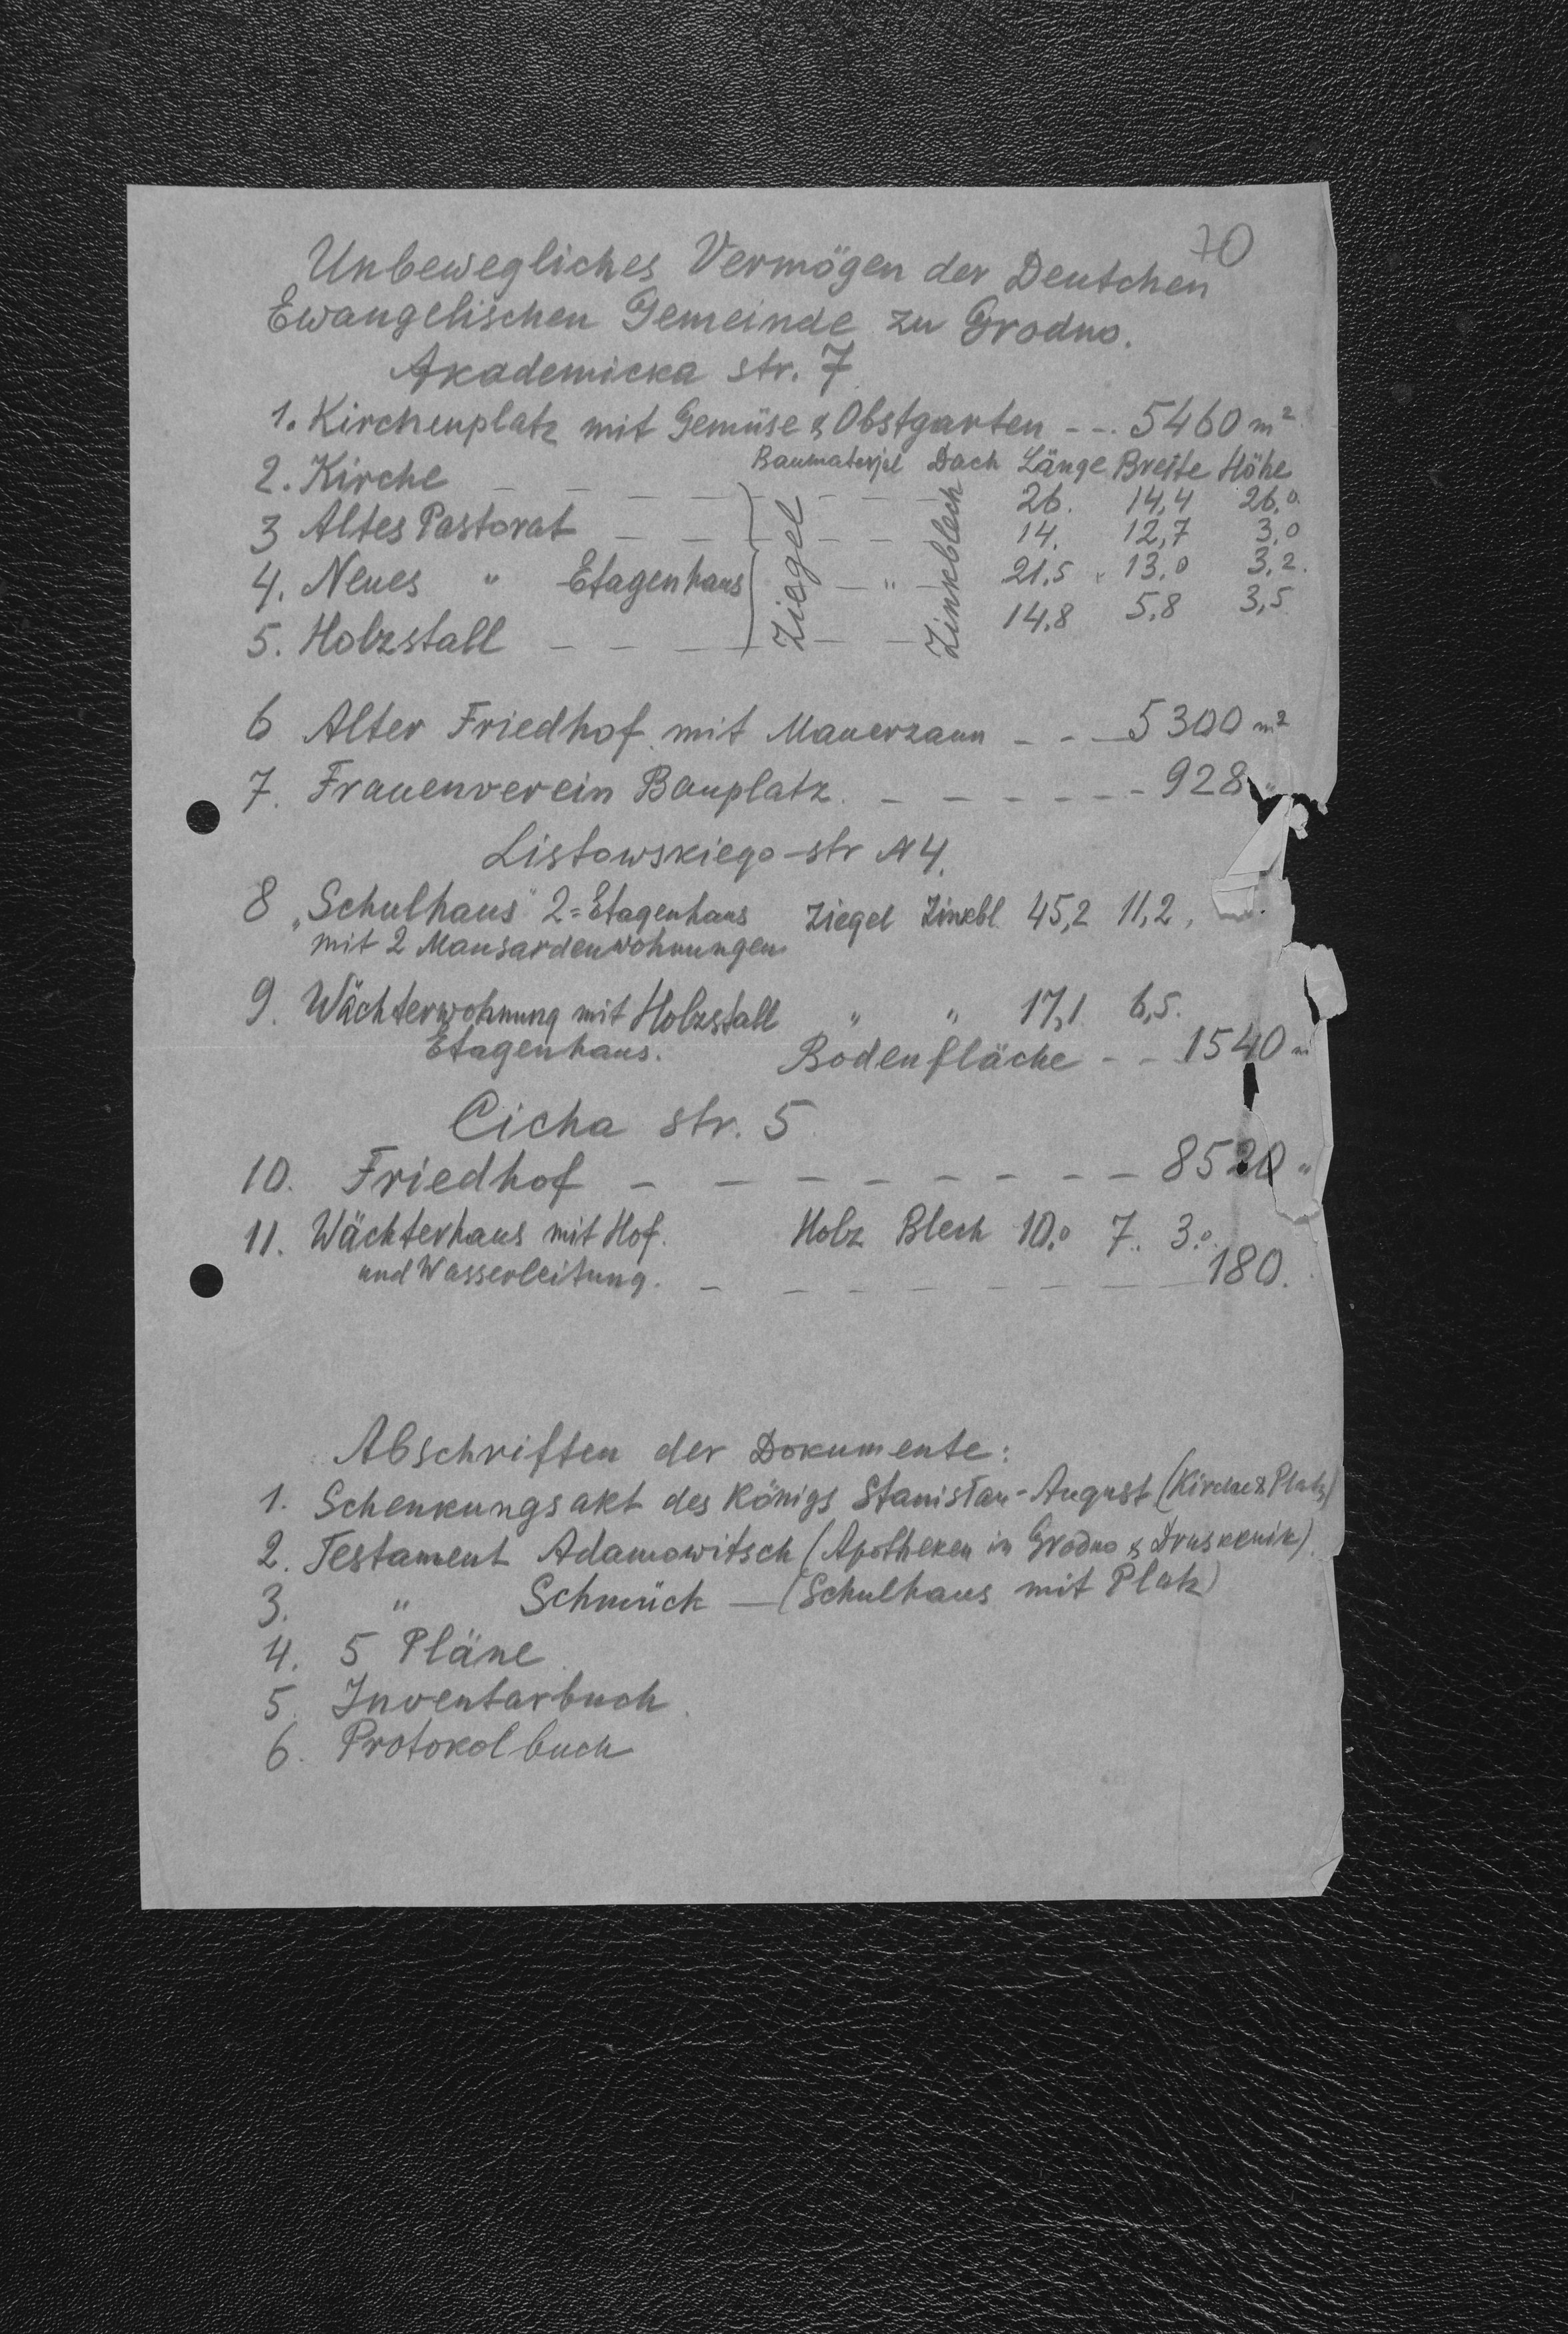 70
Unbewegliches Vermögen der Deutchen
Ewangelischen Gemeinde zu Grodno.
Akademicka str. 7
1. Kirchenplatz mit Gemüse & Obstgarten --- 5460 m²
Baumaterjal Dach Länge Breite Höhe
2. Kirche - - - - - - - 26. 14,4 26,0
3 Altes Pastorat - - - - - - 14. 12,7 3,0
4. Neues " Etagenhaus Ziegel - " - Zinkblech 21,5 " 13,0 3,2.
5. Holzstall - - - - - - 14,8 5,8 3,5
6 Alter Friedhof mit Mauerzaun - - - 5300 m²
7. Frauenverein Bauplatz. - - - - - - 928 "
Listowskiego-str N 4.
8 „Schulhaus" 2=Etagenhaus Ziegel Zinkbl. 45,2 11,2,
mit 2 Mansardenwohnungen
9. Wächterwohnung mit Holzstall " " 17,1 6,5.
Etagenhaus. Bodenfläche - - 1540 m
Cicha str. 5
10. Friedhof - - - - - - - - 8520 "
11. Wächterhaus mit Hof. Holz Blech 10,0 7.. 3,0
und Wasserleitung. - - - - - - - 180.
Abschriften der Dokumente:
1. Schenkungsakt des Königs Stanisłau-August (Kirche & Platz)
2. Testament Adamowitsch (Apotheken in Grodno & Druskenik)
3. " Schmück - (Schulhaus mit Platz)
4. 5 Pläne
5. Inventarbuch
6. Protokolbuch